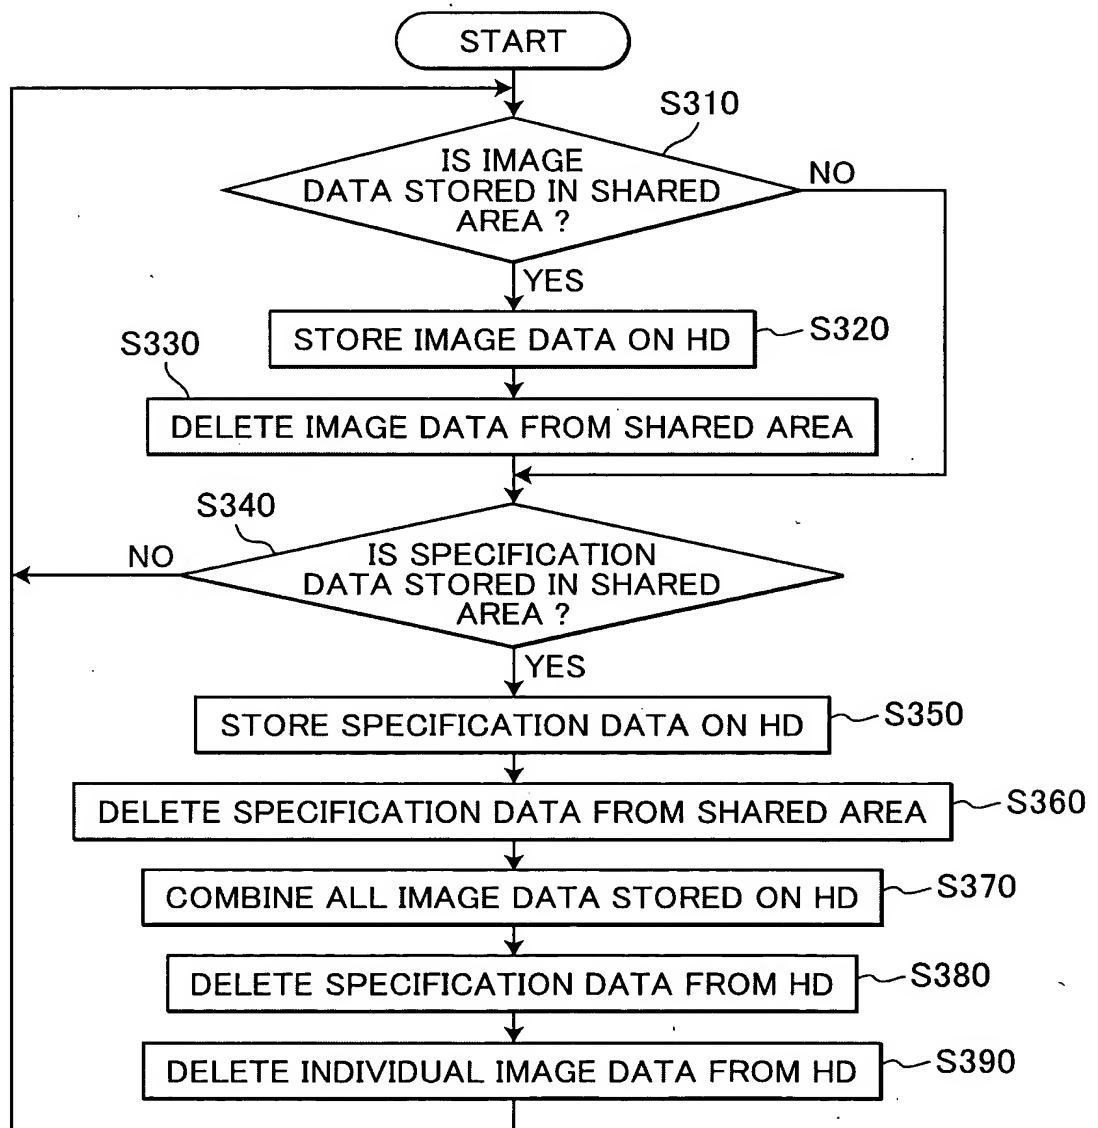 START
S310
IS IMAGE
DATA STORED IN SHARED
AREA ?
NO
YES
STORE IMAGE DATA ON HD
S320
S330
DELETE IMAGE DATA FROM SHARED AREA
S340
NO
IS SPECIFICATION
DATA STORED IN SHARED
AREA ?
YES
STORE SPECIFICATION DATA ON HD
S350
DELETE SPECIFICATION DATA FROM SHARED AREA
S360
COMBINE ALL IMAGE DATA STORED ON HD
S370
DELETE SPECIFICATION DATA FROM HD
S380
DELETE INDIVIDUAL IMAGE DATA FROM HD
S390